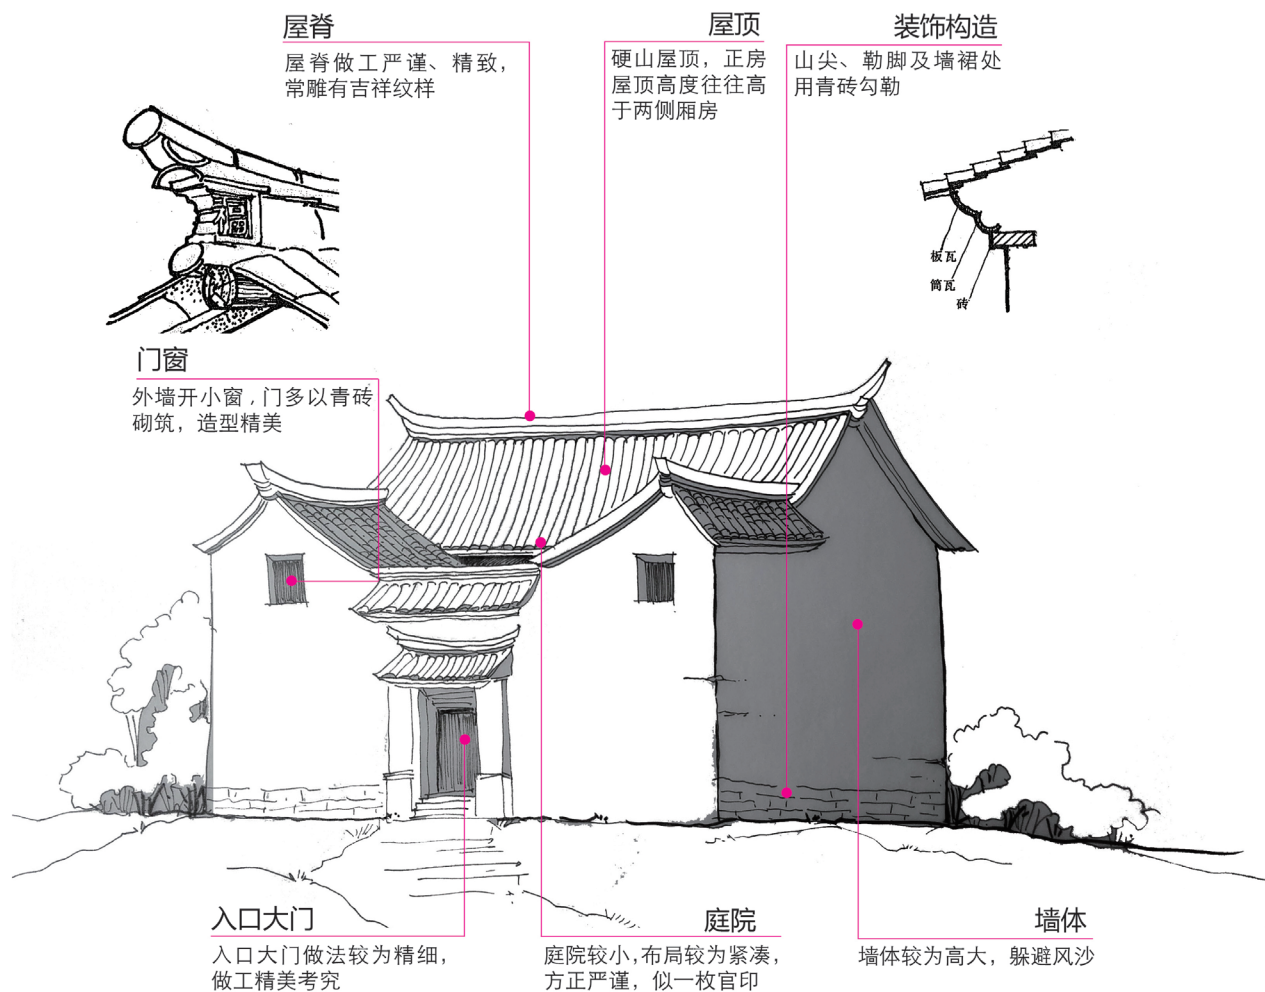 屋脊
屋脊做工严谨、精致，
常雕有吉祥纹样
屋顶
硬山屋顶，正房
屋顶高度往往高
于两侧厢房
装饰构造
山尖、勒脚及墙裙处
用青砖勾勒
福
板瓦
筒瓦
砖
门窗
外墙开小窗，门多以青砖
砌筑，造型精美
入口大门
入口大门做法较为精细，
做工精美考究
庭院
庭院较小，布局较为紧凑，
方正严谨，似一枚官印
墙体
墙体较为高大，躲避风沙